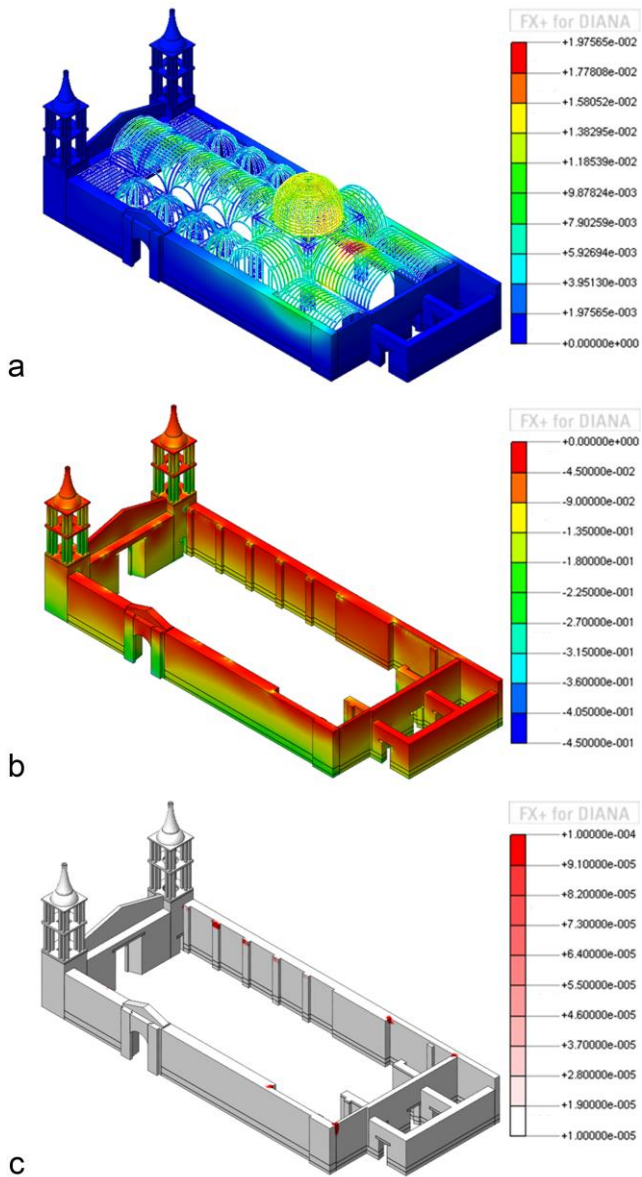 FX+ for DIANA
+1.97565e-002
+1.77808e-002
+1.58052e-002
+1.38295e-002
+1.18539e-002
+9.87824e-003
+7.90259e-003
+5.92694e-003
+3.95130e-003
+1.97565e-003
+0.00000e+000
a
FX+ for DIANA
+0.00000e+000
-4.50000e-002
-9.00000e-002
-1.35000e-001
-1.80000e-001
-2.25000e-001
-2.70000e-001
-3.15000e-001
-3.60000e-001
-4.05000e-001
-4.50000e-001
b
FX+ for DIANA
+1.00000e-004
+9.10000e-005
+8.20000e-005
+7.30000e-005
+6.40000e-005
+5.50000e-005
+4.60000e-005
+3.70000e-005
+2.80000e-005
+1.90000e-005
+1.00000e-005
c